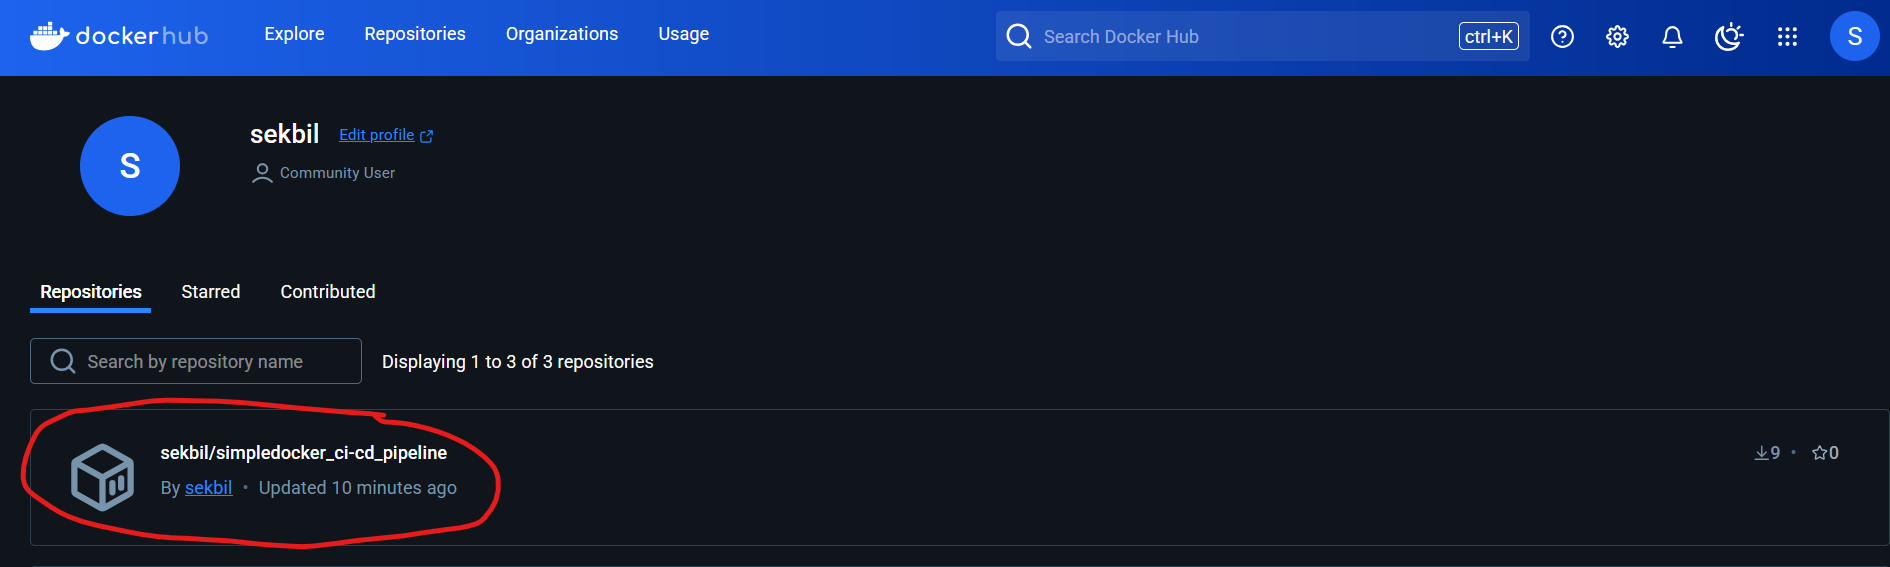 dockerhub Explore Repositories Organizations Usage Search Docker Hub ctrl+K S
S
sekbil Edit profile
Community User
Repositories Starred Contributed
Search by repository name Displaying 1 to 3 of 3 repositories
sekbil/simpledocker_ci-cd_pipeline 9 • 0
By sekbil • Updated 10 minutes ago